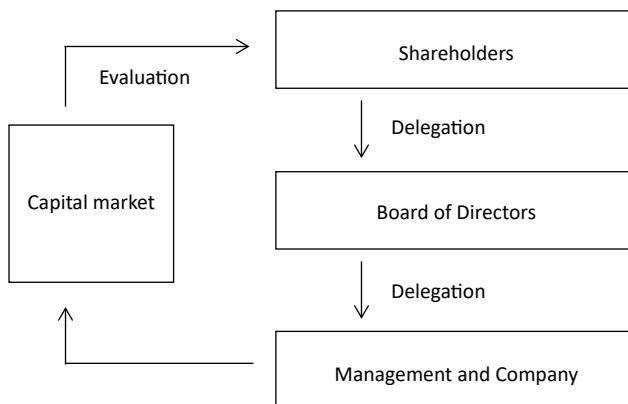 Shareholders
Evaluation
Delegation
Capital market
Board of Directors
Delegation
Management and Company